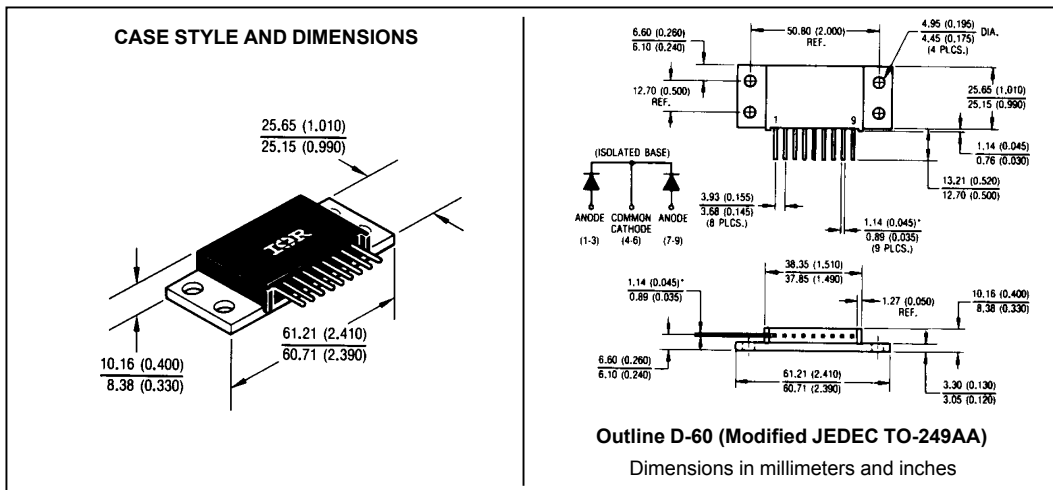 CASE STYLE AND DIMENSIONS
25.65 (1.010)
25.15 (0.990)
IOR
10.16 (0.400)
8.38 (0.330)
61.21 (2.410)
60.71 (2.390)
6.60 (0.260)
6.10 (0.240)
50.80 (2.000)
REF.
4.95 (0.195)
4.45 (0.175)
DIA.
(4 PLCS.)
12.70 (0.500)
REF.
25.65 (1.010)
25.15 (0.990)
1
9
1.14 (0.045)
0.76 (0.030)
13.21 (0.520)
12.70 (0.500)
(ISOLATED BASE)
ANODE COMMON ANODE
CATHODE
(1-3) (4-6) (7-9)
3.93 (0.155)
3.68 (0.145)
(8 PLCS.)
1.14 (0.045)*
0.89 (0.035)
(9 PLCS.)
38.35 (1.510)
37.85 (1.490)
1.14 (0.045)*
0.89 (0.035)
1.27 (0.050)
REF.
10.16 (0.400)
8.38 (0.330)
6.60 (0.260)
6.10 (0.240)
61.21 (2.410)
60.71 (2.390)
3.30 (0.130)
3.05 (0.120)
Outline D-60 (Modified JEDEC TO-249AA)
Dimensions in millimeters and inches